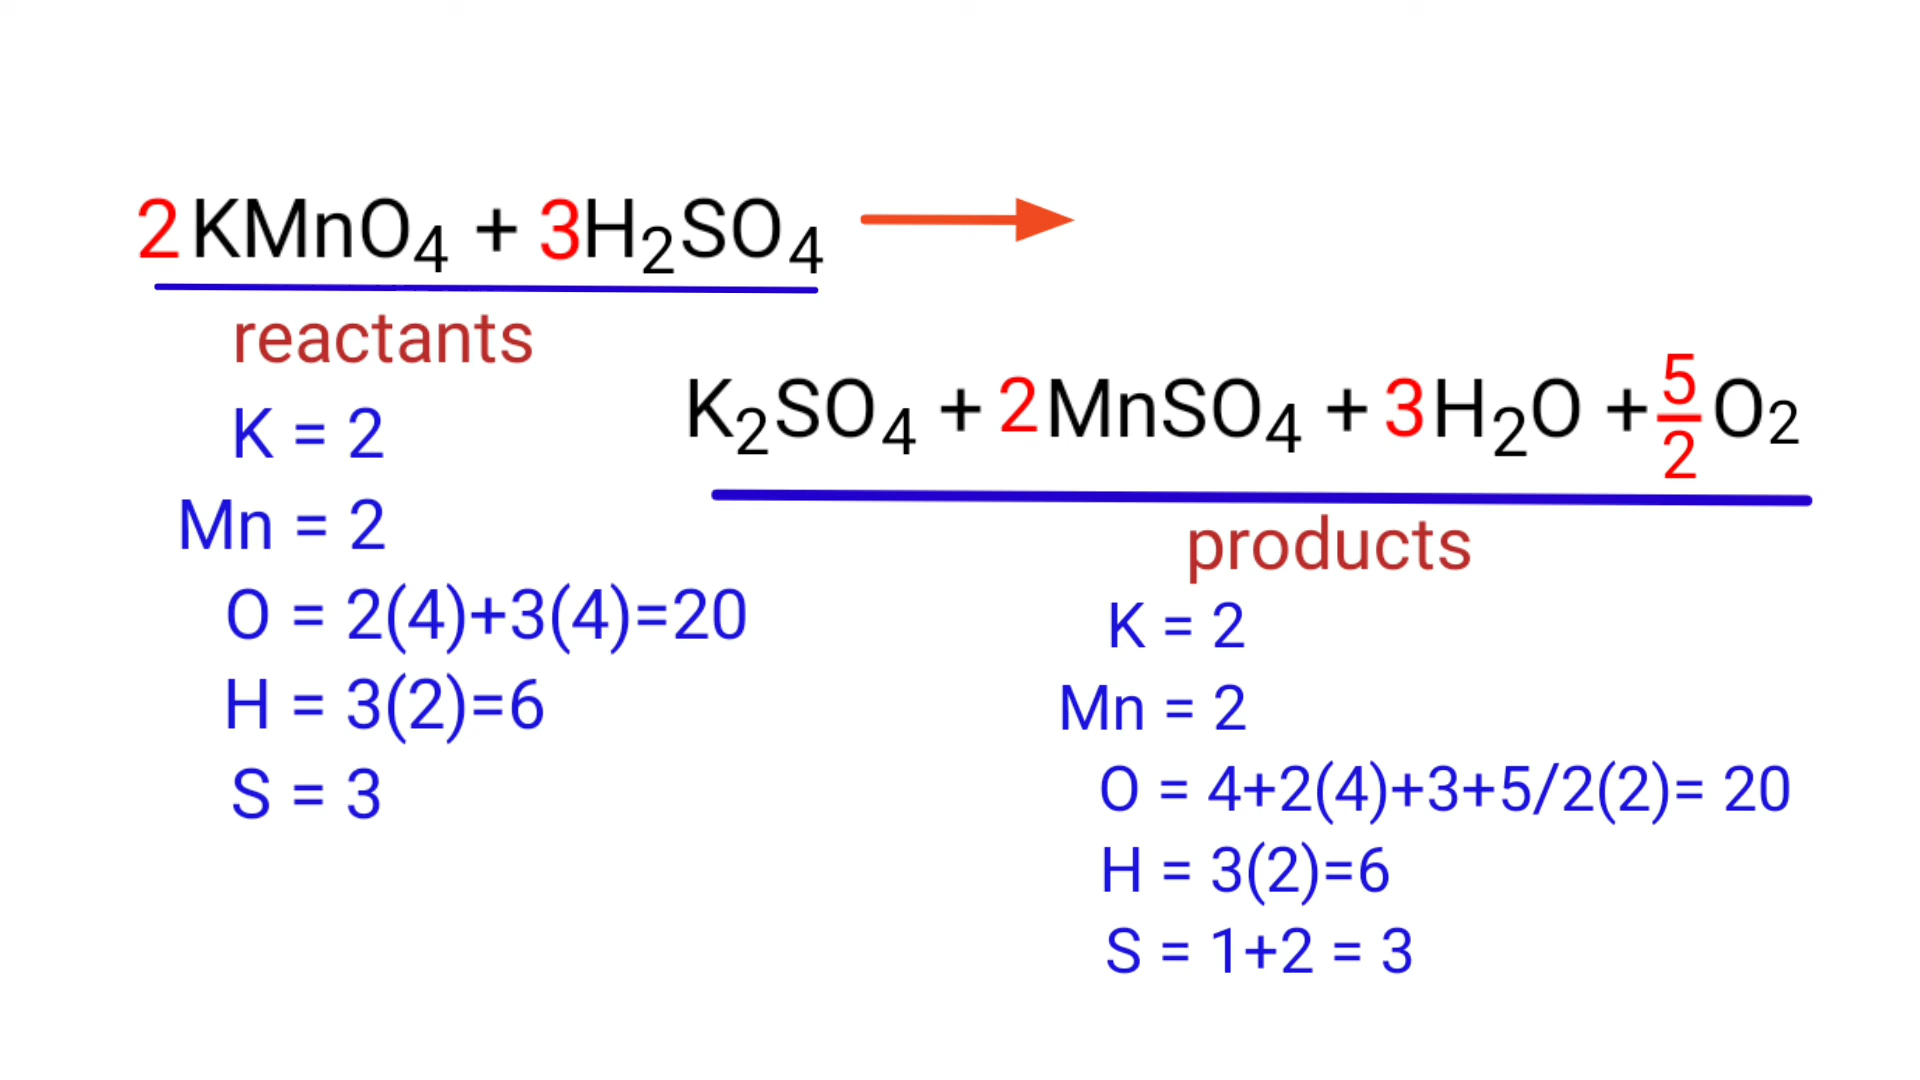 2KMnO₄ + 3H₂SO₄
reactants
K = 2
Mn = 2
O = 2(4)+3(4)=20
H = 3(2)=6
S = 3
K₂SO₄ + 2MnSO₄ + 3H₂O + 5/2 O₂
products
K = 2
Mn = 2
O = 4+2(4)+3+5/2(2)= 20
H = 3(2)=6
S = 1+2 = 3